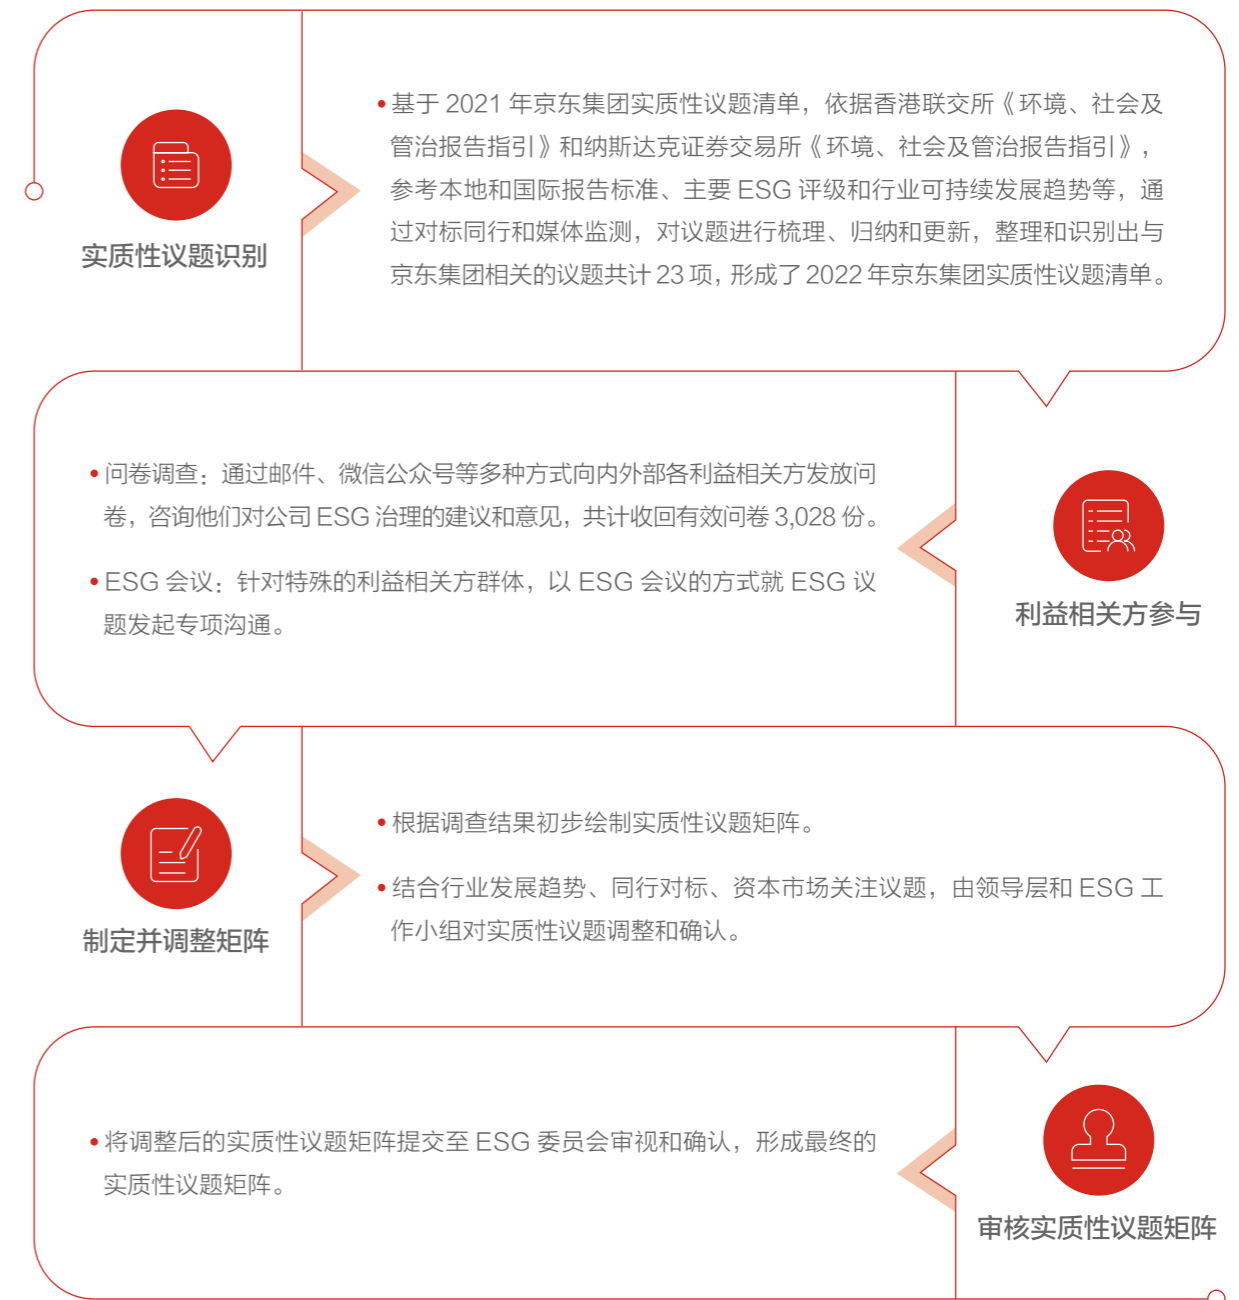 实质性议题识别
•基于 2021 年京东集团实质性议题清单，依据香港联交所《环境、社会及
管治报告指引》和纳斯达克证券交易所《环境、社会及管治报告指引》，
参考本地和国际报告标准、主要 ESG 评级和行业可持续发展趋势等，通
过对标同行和媒体监测，对议题进行梳理、归纳和更新，整理和识别出与
京东集团相关的议题共计 23 项，形成了 2022 年京东集团实质性议题清单。
•问卷调查：通过邮件、微信公众号等多种方式向内外部各利益相关方发放问
卷，咨询他们对公司 ESG 治理的建议和意见，共计收回有效问卷 3,028 份。
•ESG 会议：针对特殊的利益相关方群体，以 ESG 会议的方式就 ESG 议
题发起专项沟通。
利益相关方参与
制定并调整矩阵
•根据调查结果初步绘制实质性议题矩阵。
•结合行业发展趋势、同行对标、资本市场关注议题，由领导层和 ESG 工
作小组对实质性议题调整和确认。
•将调整后的实质性议题矩阵提交至 ESG 委员会审视和确认，形成最终的
实质性议题矩阵。
审核实质性议题矩阵